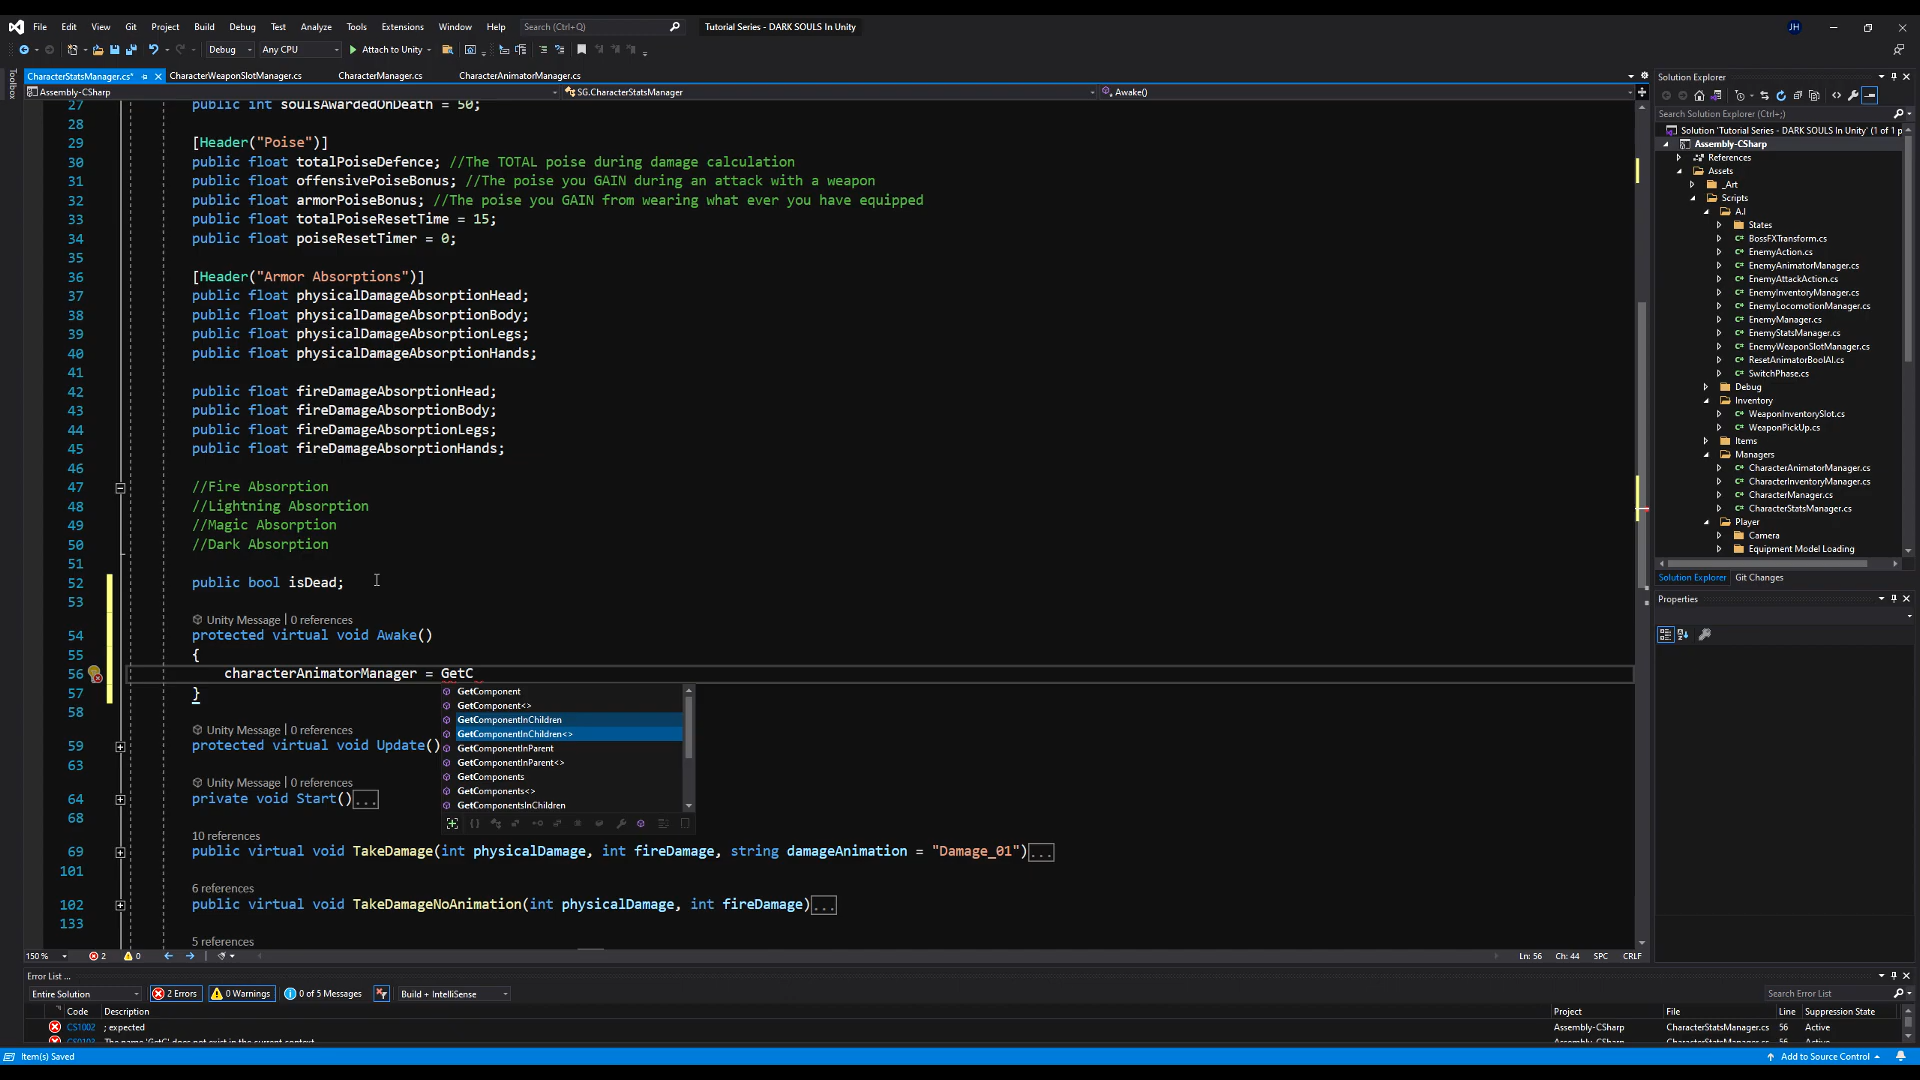 File Edit View Git Project Build Debug Test Analyze Tools Extensions Window Help Search (Ctrl+Q) Tutorial Series - DARK SOULS In Unity JH
Debug Any CPU Attach to Unity
CharacterStatsManager.cs* CharacterWeaponSlotManager.cs CharacterManager.cs CharacterAnimatorManager.cs
Toolbox
Assembly-CSharp SG.CharacterStatsManager Awake()
27 public int soulsAwardedOnDeath = 50;
28
29 [Header("Poise")]
30 public float totalPoiseDefence; //The TOTAL poise during damage calculation
31 public float offensivePoiseBonus; //The poise you GAIN during an attack with a weapon
32 public float armorPoiseBonus; //The poise you GAIN from wearing what ever you have equipped
33 public float totalPoiseResetTime = 15;
34 public float poiseResetTimer = 0;
35
36 [Header("Armor Absorptions")]
37 public float physicalDamageAbsorptionHead;
38 public float physicalDamageAbsorptionBody;
39 public float physicalDamageAbsorptionLegs;
40 public float physicalDamageAbsorptionHands;
41
42 public float fireDamageAbsorptionHead;
43 public float fireDamageAbsorptionBody;
44 public float fireDamageAbsorptionLegs;
45 public float fireDamageAbsorptionHands;
46
47 //Fire Absorption
48 //Lightning Absorption
49 //Magic Absorption
50 //Dark Absorption
51
52 public bool isDead;
53
Unity Message | 0 references
54 protected virtual void Awake()
55 {
56 characterAnimatorManager = GetC
57 }
58
GetComponent
GetComponent<>
GetComponentInChildren
GetComponentInChildren<>
GetComponentInParent
GetComponentInParent<>
GetComponents
GetComponents<>
GetComponentsInChildren
Unity Message | 0 references
59 protected virtual void Update()
63
Unity Message | 0 references
64 private void Start()...
68
10 references
69 public virtual void TakeDamage(int physicalDamage, int fireDamage, string damageAnimation = "Damage_01")...
101
6 references
102 public virtual void TakeDamageNoAnimation(int physicalDamage, int fireDamage)...
133
5 references
150 % 2 0 Ln: 56 Ch: 44 SPC CRLF
Error List ...
Entire Solution 2 Errors 0 Warnings 0 of 5 Messages Build + IntelliSense Search Error List
Code Description Project File Line Suppression State
CS1002 ; expected Assembly-CSharp CharacterStatsManager.cs 56 Active
CS0103 The name 'GetC' does not exist in the current context Assembly-CSharp CharacterStatsManager.cs 56 Active
Item(s) Saved Add to Source Control
Solution Explorer
Search Solution Explorer (Ctrl+;)
Solution 'Tutorial Series - DARK SOULS In Unity' (1 of 1 p
Assembly-CSharp
References
Assets
_Art
Scripts
A.I
States
BossFXTransform.cs
EnemyAction.cs
EnemyAnimatorManager.cs
EnemyAttackAction.cs
EnemyInventoryManager.cs
EnemyLocomotionManager.cs
EnemyManager.cs
EnemyStatsManager.cs
EnemyWeaponSlotManager.cs
ResetAnimatorBoolAI.cs
SwitchPhase.cs
Debug
Inventory
WeaponInventorySlot.cs
WeaponPickUp.cs
Items
Managers
CharacterAnimatorManager.cs
CharacterInventoryManager.cs
CharacterManager.cs
CharacterStatsManager.cs
Player
Camera
Equipment Model Loading
Solution Explorer Git Changes
Properties